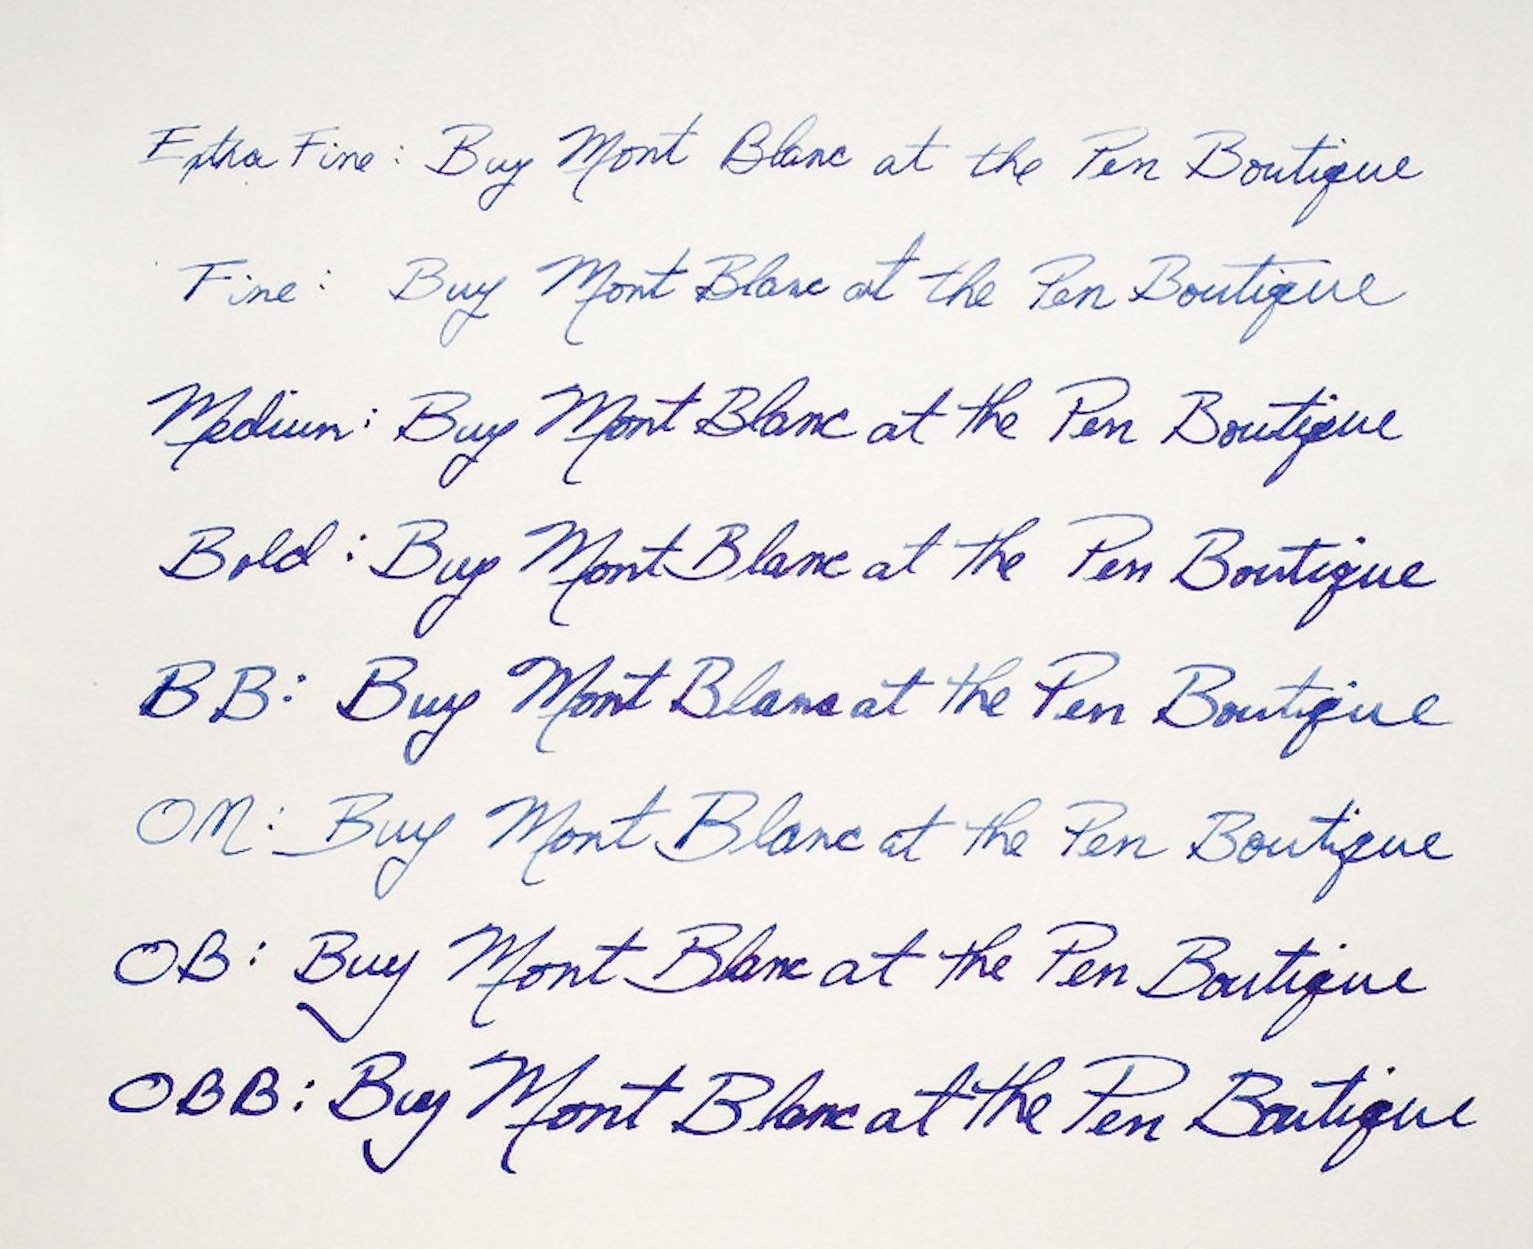 Extra Fine: Buy Mont Blanc at the Pen Boutique
Fine: Buy Mont Blanc at the Pen Boutique
Medium: Buy Mont Blanc at the Pen Boutique
Bold: Buy Mont Blanc at the Pen Boutique
BB: Buy Mont Blanc at the Pen Boutique
OM: Buy Mont Blanc at the Pen Boutique
OB: Buy Mont Blanc at the Pen Boutique
OBB: Buy Mont Blanc at the Pen Boutique